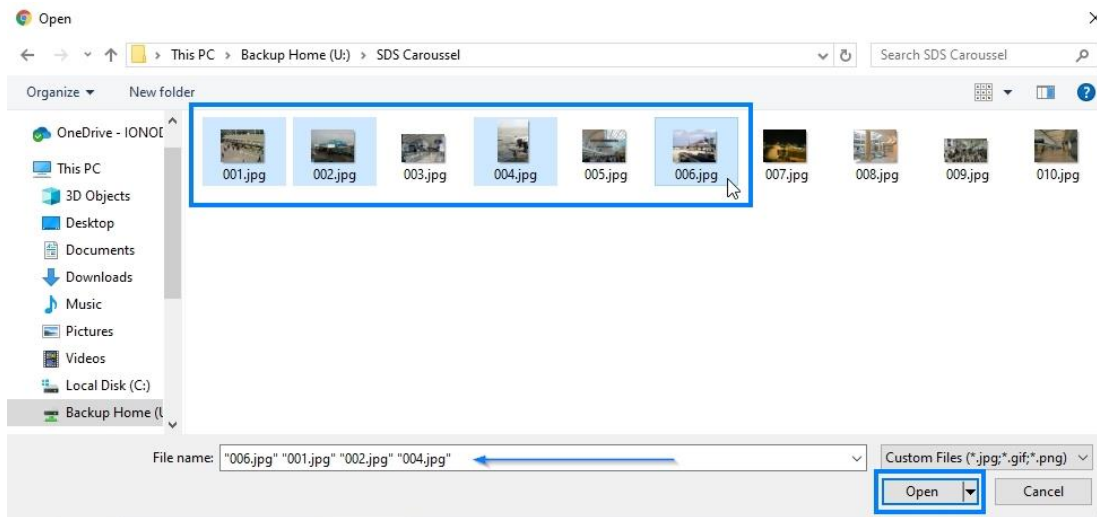 Open
This PC > Backup Home (U:) > SDS Caroussel
Search SDS Caroussel
Organize
New folder
OneDrive - IONOD
This PC
3D Objects
Desktop
Documents
Downloads
Music
Pictures
Videos
Local Disk (C:)
Backup Home (U
001.jpg 002.jpg 003.jpg 004.jpg 005.jpg 006.jpg 007.jpg 008.jpg 009.jpg 010.jpg
File name: "006.jpg" "001.jpg" "002.jpg" "004.jpg"
Custom Files (*.jpg;*.gif;*.png)
Open Cancel